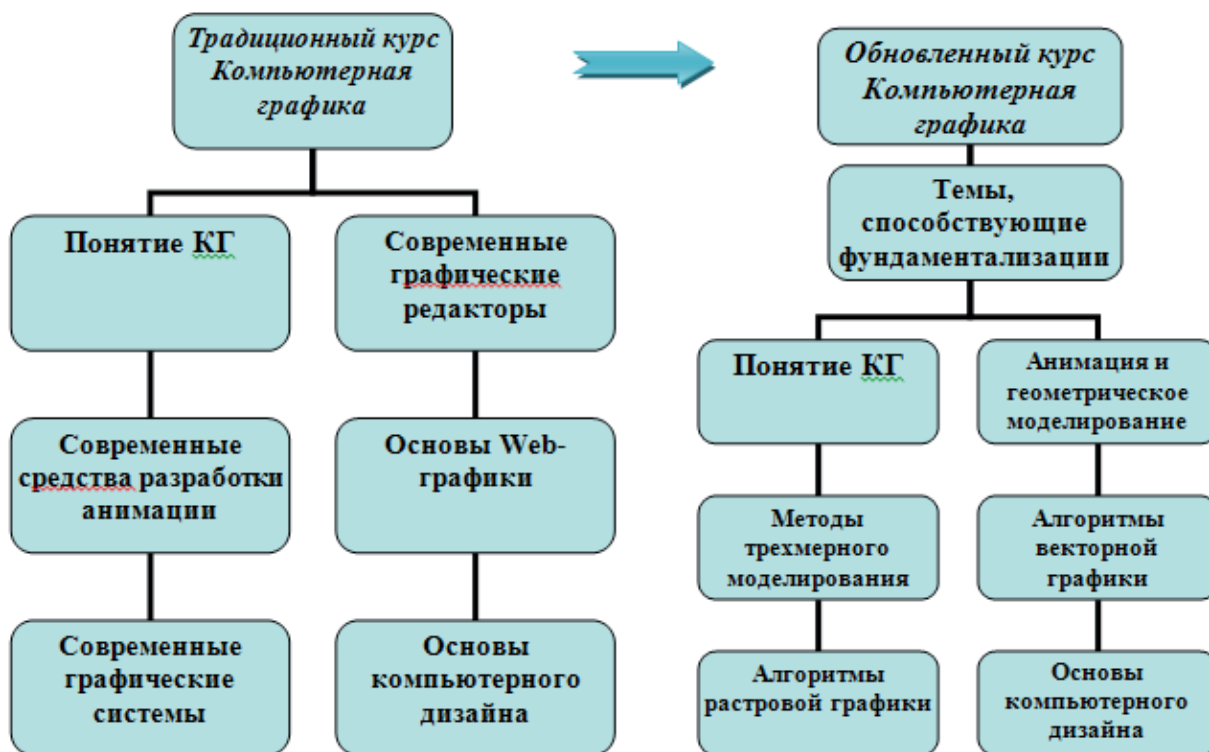 Традиционный курс
Компьютерная
графика
Понятие КГ
Современные
графические
редакторы
Современные
средства разработки
анимации
Основы Web-
графики
Современные
графические
системы
Основы
компьютерного
дизайна
Обновленный курс
Компьютерная
графика
Темы,
способствующие
фундаментализации
Понятие КГ
Анимация и
геометрическое
моделирование
Методы
трехмерного
моделирования
Алгоритмы
векторной
графики
Алгоритмы
растровой графики
Основы
компьютерного
дизайна